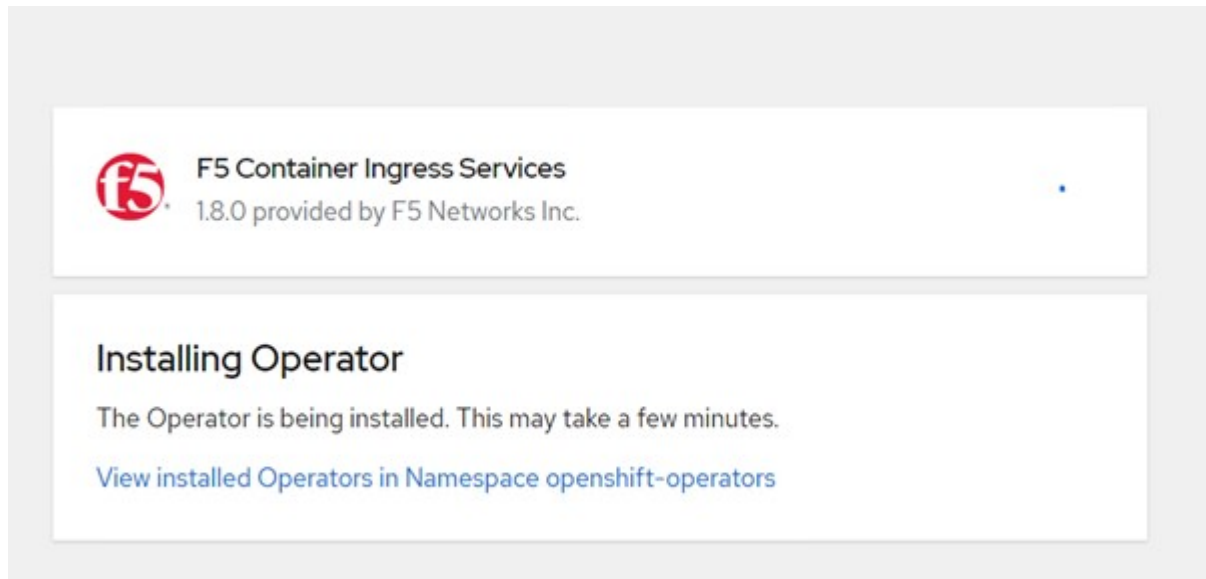 f5
F5 Container Ingress Services
1.8.0 provided by F5 Networks Inc.
Installing Operator
The Operator is being installed. This may take a few minutes.
View installed Operators in Namespace openshift-operators